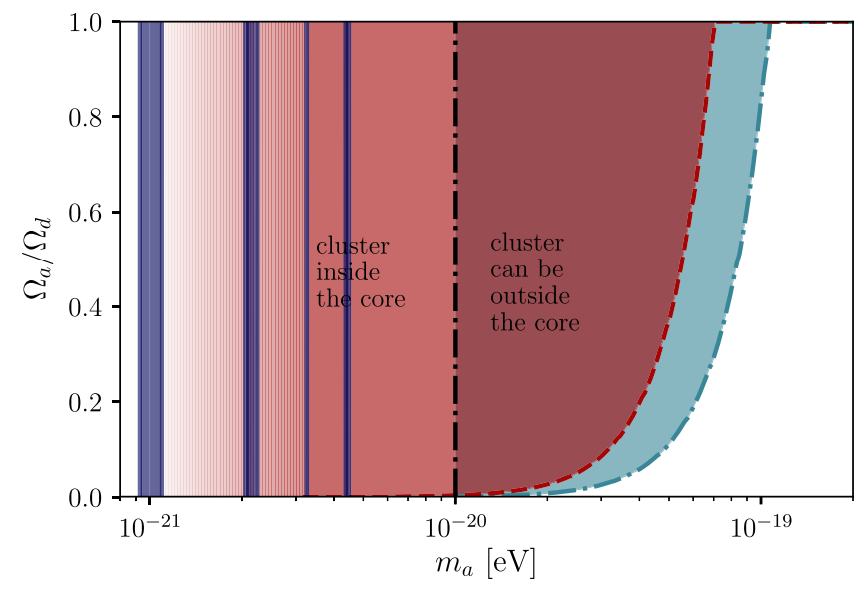 1.0
0.8
0.6
0.4
0.2
0.0
Ωₐ/Ω_d
cluster
inside
the core
cluster
can be
outside
the core
10⁻²¹
10⁻²⁰
10⁻¹⁹
mₐ [eV]